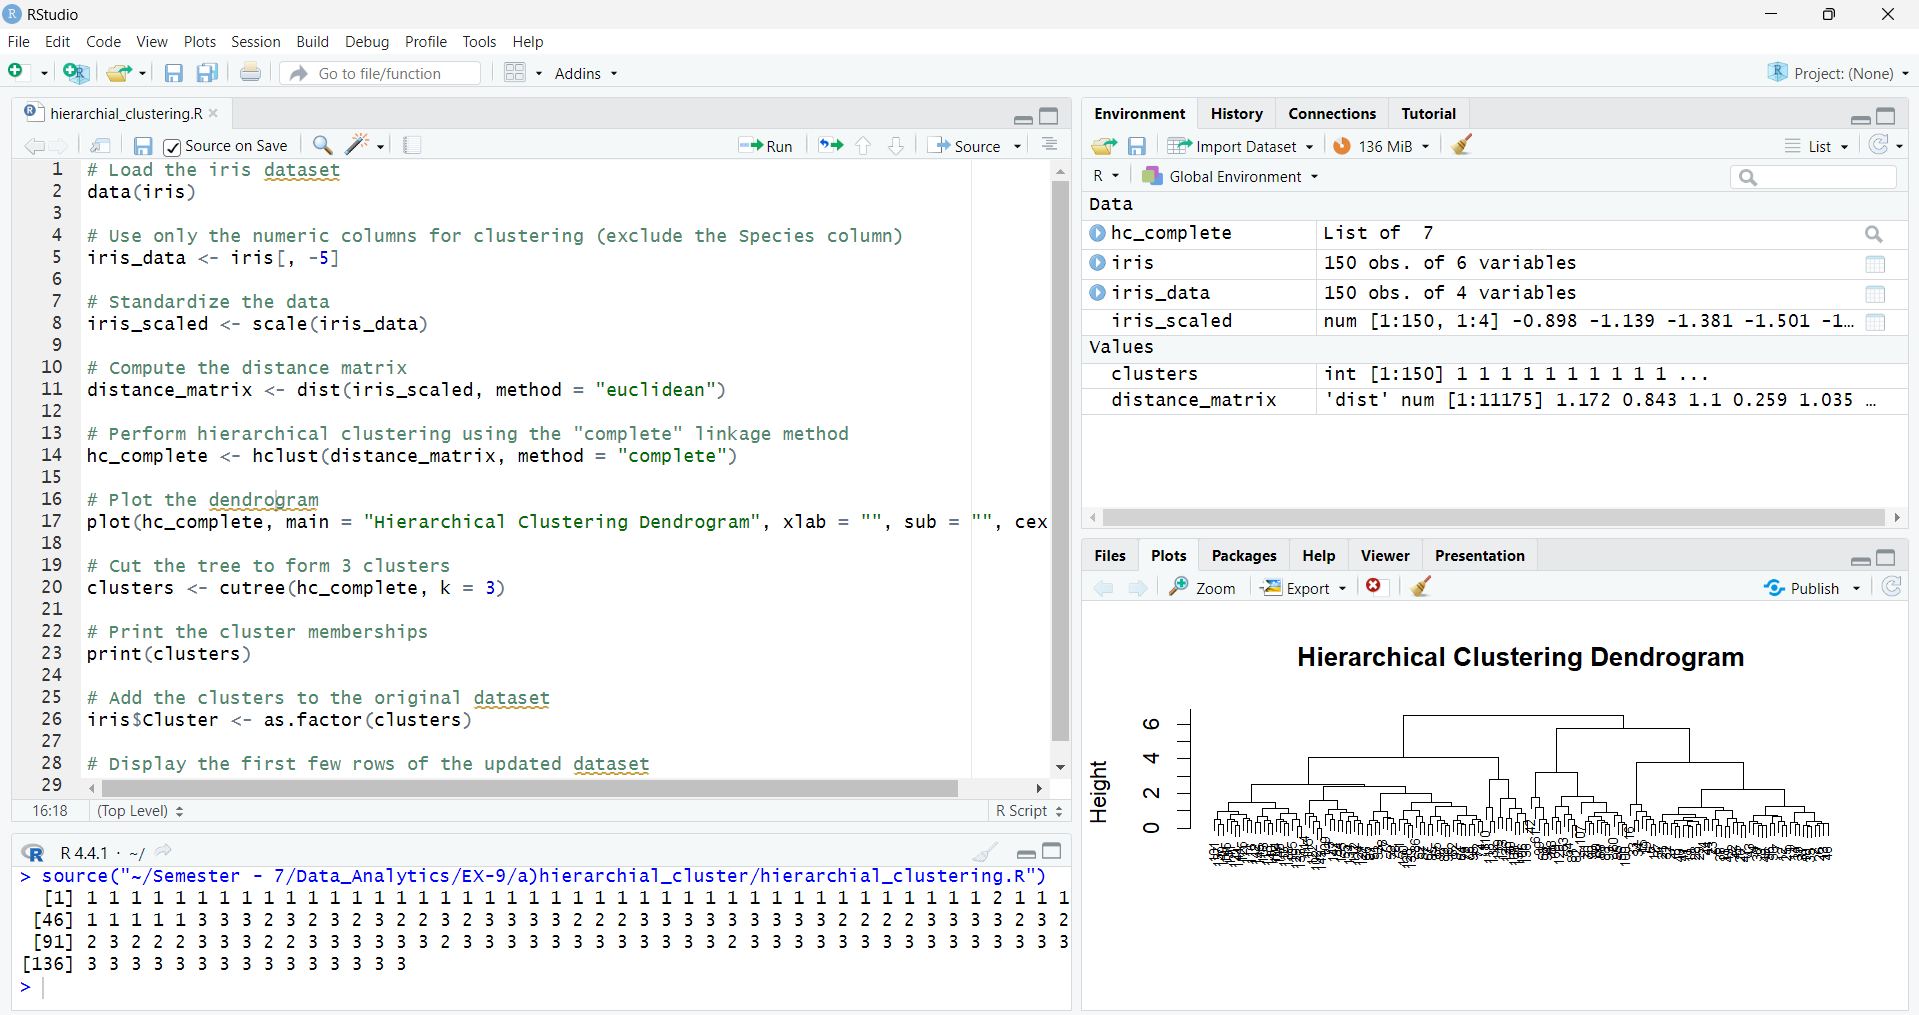 RStudio
File Edit Code View Plots Session Build Debug Profile Tools Help
Go to file/function Addins Project: (None)
hierarchial_clustering.R
Source on Save Run Source
1 # Load the iris dataset
2 data(iris)
3
4 # Use only the numeric columns for clustering (exclude the Species column)
5 iris_data <- iris[, -5]
6
7 # Standardize the data
8 iris_scaled <- scale(iris_data)
9
10 # Compute the distance matrix
11 distance_matrix <- dist(iris_scaled, method = "euclidean")
12
13 # Perform hierarchical clustering using the "complete" linkage method
14 hc_complete <- hclust(distance_matrix, method = "complete")
15
16 # Plot the dendrogram
17 plot(hc_complete, main = "Hierarchical Clustering Dendrogram", xlab = "", sub = "", cex
18
19 # Cut the tree to form 3 clusters
20 clusters <- cutree(hc_complete, k = 3)
21
22 # Print the cluster memberships
23 print(clusters)
24
25 # Add the clusters to the original dataset
26 iris$Cluster <- as.factor(clusters)
27
28 # Display the first few rows of the updated dataset
29
16:18 (Top Level) R Script
R 4.4.1 · ~/
> source("~/Semester - 7/Data_Analytics/EX-9/a)hierarchial_cluster/hierarchial_clustering.R")
[1] 1 1 1 1 1 1 1 1 1 1 1 1 1 1 1 1 1 1 1 1 1 1 1 1 1 1 1 1 1 1 1 1 1 1 1 1 1 1 1 1 1 2 1 1 1
[46] 1 1 1 1 1 3 3 3 2 3 2 3 2 3 2 2 3 2 3 3 3 3 2 2 2 3 3 3 3 3 3 3 3 3 2 2 2 2 3 3 3 3 2 3 2
[91] 2 3 2 2 2 3 3 3 2 2 3 3 3 3 3 3 2 3 3 3 3 3 3 3 3 3 3 3 3 2 3 3 3 3 3 3 3 3 3 3 3 3 3 3 3
[136] 3 3 3 3 3 3 3 3 3 3 3 3 3 3 3
>
Environment History Connections Tutorial
Import Dataset 136 MiB List
R Global Environment
Data
hc_complete List of 7
iris 150 obs. of 6 variables
iris_data 150 obs. of 4 variables
iris_scaled num [1:150, 1:4] -0.898 -1.139 -1.381 -1.501 -1…
Values
clusters int [1:150] 1 1 1 1 1 1 1 1 1 1 ...
distance_matrix 'dist' num [1:11175] 1.172 0.843 1.1 0.259 1.035 …
Files Plots Packages Help Viewer Presentation
Zoom Export Publish
Hierarchical Clustering Dendrogram
Height
0 2 4 6